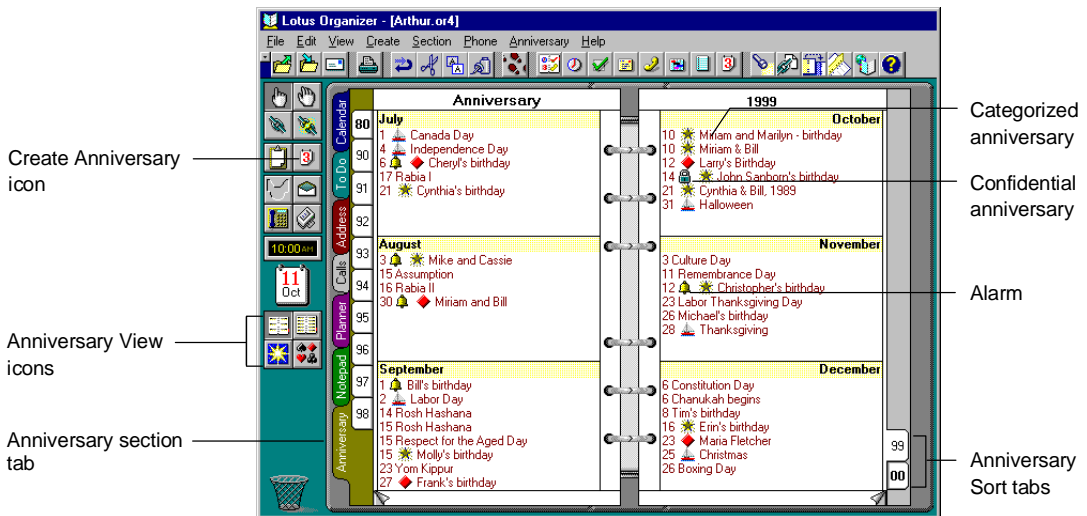 Lotus Organizer - [Arthur.or4]
File Edit View Create Section Phone Anniversary Help
Create Anniversary
icon
Anniversary View
icons
Anniversary section
tab
10:00AM
11
Oct
3
3
Calendar
To Do
Address
Calls
Planner
Notepad
Anniversary
80
90
91
92
93
94
95
96
97
98
Anniversary
July
1 Canada Day
4 Independence Day
6 Cheryl's birthday
17 Rabia I
21 Cynthia's birthday
August
3 Mike and Cassie
15 Assumption
16 Rabia II
30 Miriam and Bill
September
1 Bill's birthday
2 Labor Day
14 Rosh Hashana
15 Rosh Hashana
15 Respect for the Aged Day
15 Molly's birthday
23 Yom Kippur
27 Frank's birthday
1999
October
10 Miriam and Marilyn - birthday
10 Miriam & Bill
12 Larry's Birthday
14 John Sanborn's birthday
21 Cynthia & Bill, 1989
31 Halloween
November
3 Culture Day
11 Remembrance Day
12 Christopher's birthday
23 Labor Thanksgiving Day
26 Michael's birthday
28 Thanksgiving
December
6 Constitution Day
6 Chanukah begins
8 Tim's birthday
16 Erin's birthday
23 Maria Fletcher
25 Christmas
26 Boxing Day
99
00
Categorized
anniversary
Confidential
anniversary
Alarm
Anniversary
Sort tabs